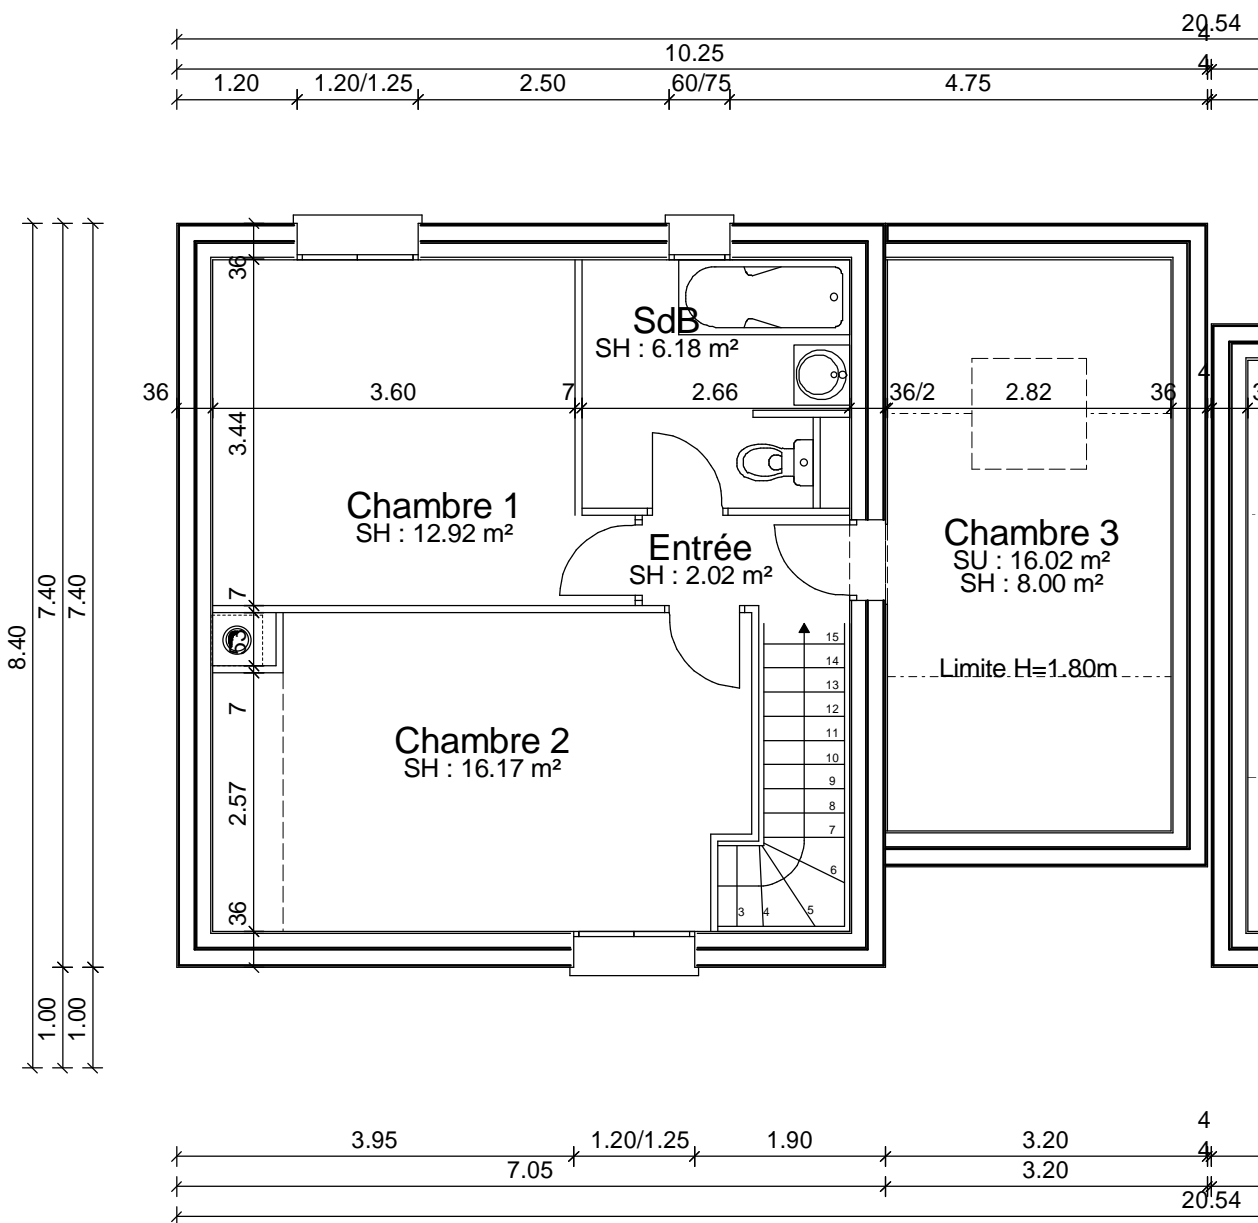 20.54
4
10.25
4
1.20 1.20/1.25 2.50 60/75 4.75
36
SdB
SH : 6.18 m²
36 3.60 7 2.66 36/2 2.82 36 4
3.44
Chambre 1
SH : 12.92 m²
Entrée
SH : 2.02 m²
Chambre 3
SU : 16.02 m²
SH : 8.00 m²
Limite H=1.80m
7
8.40
7.40
7.40
7
Chambre 2
SH : 16.17 m²
2.57
36
15
14
13
12
11
10
9
8
7
6
3 4 5
1.00
1.00
4
3.95 1.20/1.25 1.90 3.20 4
7.05 3.20
20.54